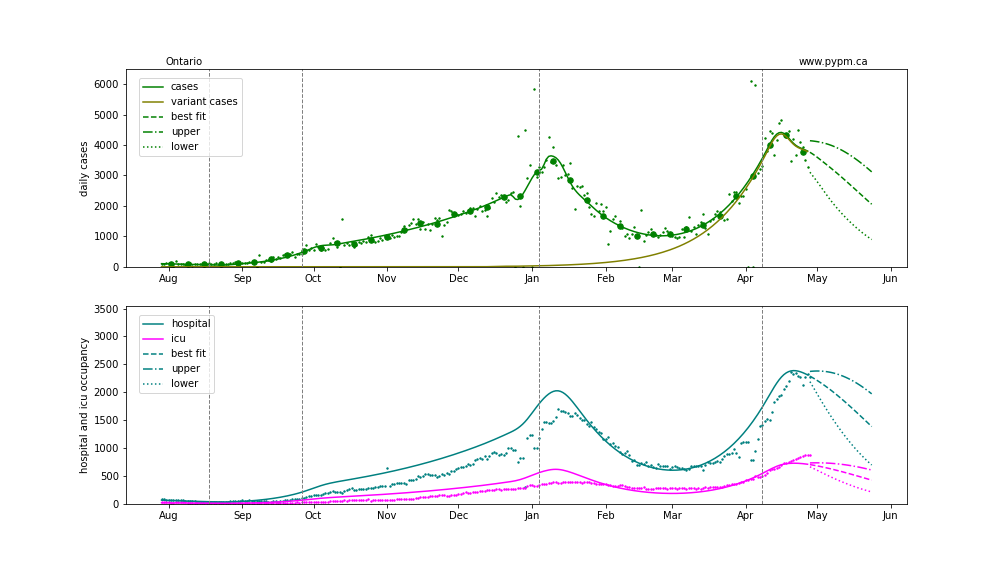 Ontario www.pypm.ca
6000
5000
4000
3000
2000
1000
0
daily cases
cases
variant cases
best fit
upper
lower
Aug Sep Oct Nov Dec Jan Feb Mar Apr May Jun
3500
3000
2500
2000
1500
1000
500
0
hospital and icu occupancy
hospital
icu
best fit
upper
lower
Aug Sep Oct Nov Dec Jan Feb Mar Apr May Jun